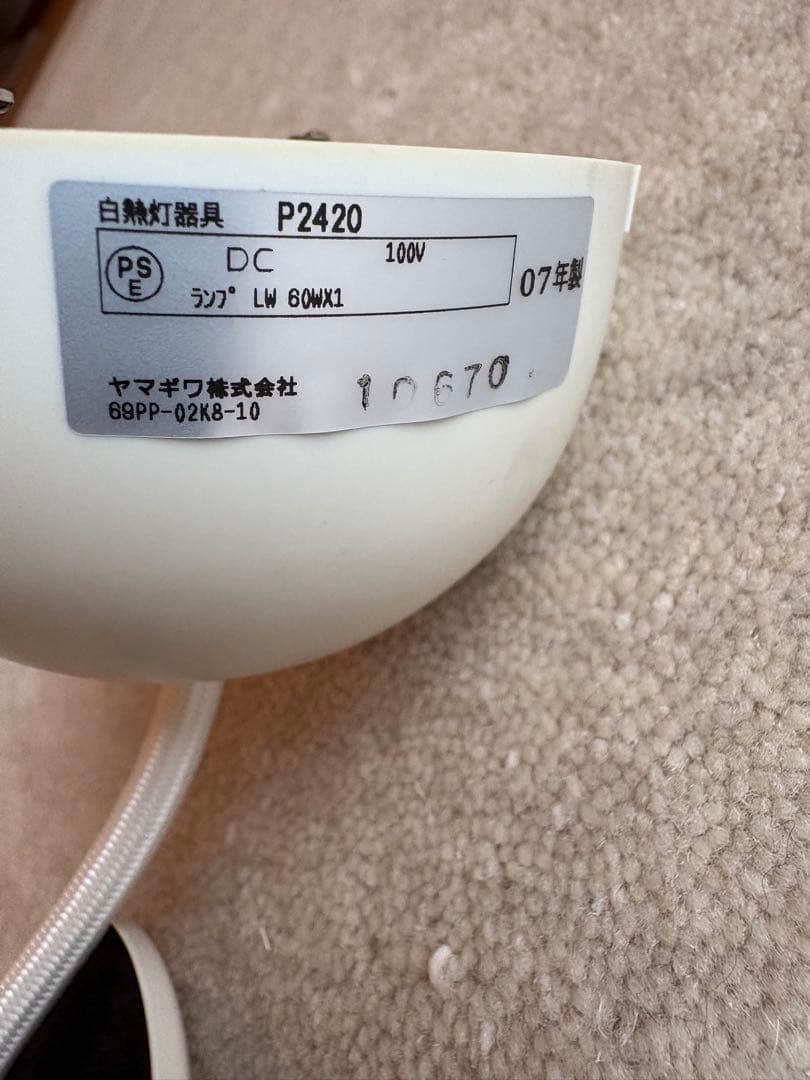 白熱灯器具 P2420
PS
E
DC 100V
ランプ LW 60WX1
07年製
ヤマギワ株式会社
69PP-02K8-10
10670